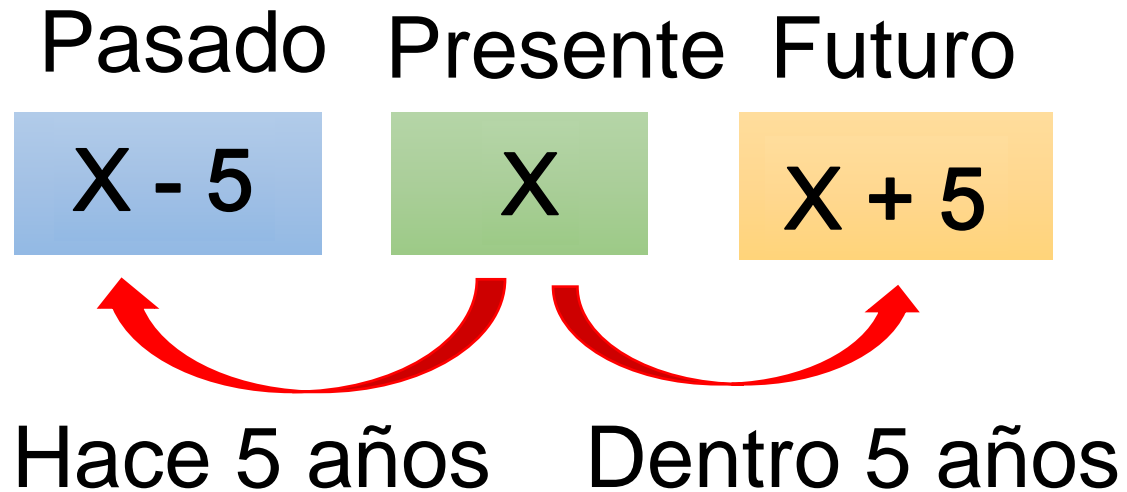 Pasado Presente Futuro
X - 5 X X + 5
Hace 5 años Dentro 5 años